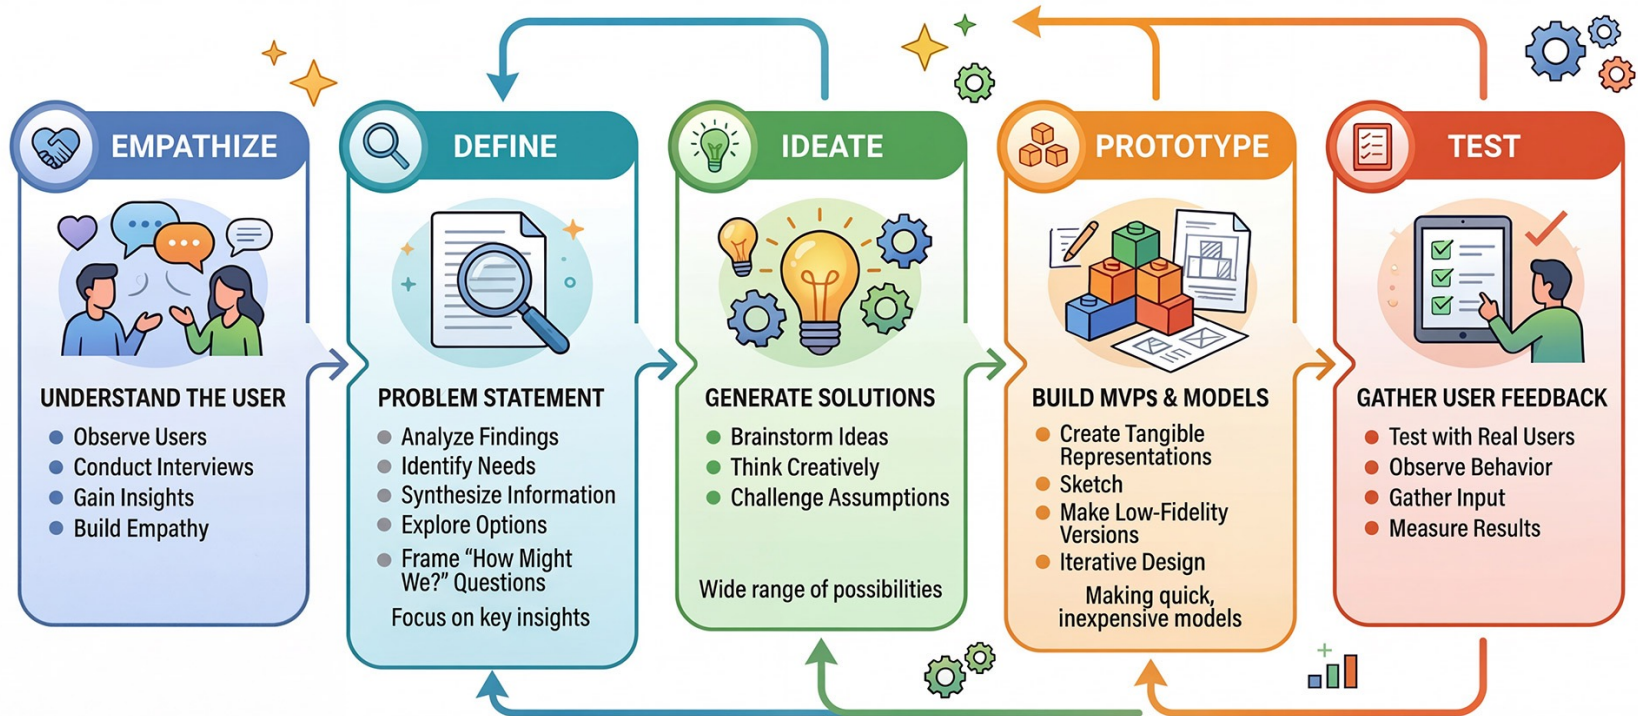 EMPATHIZE
UNDERSTAND THE USER
Observe Users
Conduct Interviews
Gain Insights
Build Empathy
DEFINE
PROBLEM STATEMENT
Analyze Findings
Identify Needs
Synthesize Information
Explore Options
Frame “How Might
We?” Questions
Focus on key insights
IDEATE
GENERATE SOLUTIONS
Brainstorm Ideas
Think Creatively
Challenge Assumptions
Wide range of possibilities
PROTOTYPE
BUILD MVPS & MODELS
Create Tangible
Representations
Sketch
Make Low-Fidelity
Versions
Iterative Design
Making quick,
inexpensive models
TEST
GATHER USER FEEDBACK
Test with Real Users
Observe Behavior
Gather Input
Measure Results